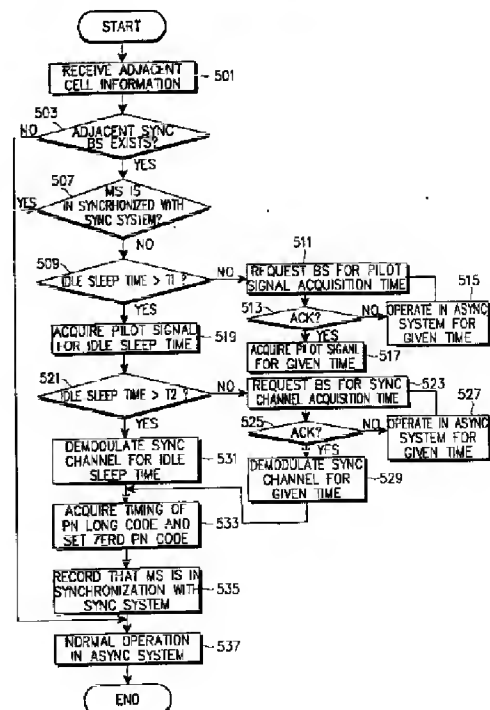 START
RECEIVE ADJACENT
CELL INFORMATION
501
503
NO
ADJACENT SYNC
BS EXISTS?
YES
507
MS IS
IN SYNCRHONIZED WITH
SYNC SYSTEM?
YES
NO
509
IDLE SLEEP TIME > T1 ?
NO
YES
511
REQUEST BS FOR PILOT
SIGNAL ACQUISITION TIME
513
ACK?
NO
YES
515
OPERATE IN ASYNC
SYSTEM FOR
GIVEN TIME
ACQUIRE PILOT SIGANL
FOR GIVEN TIME
517
ACQUIRE PILOT SIGNAL
FOR IDLE SLEEP TIME
519
521
IDLE SLEEP TIME > T2 ?
NO
YES
REQUEST BS FOR SYNC
CHANNEL ACQUISITION TIME
523
525
ACK?
NO
YES
527
OPERATE IN ASYNC
SYSTEM FOR
GIVEN TIME
DEMODULATE SYNC
CHANNEL FOR
GIVEN TIME
529
DEMODULATE SYNC
CHANNEL FOR IDLE
SLEEP TIME
531
ACQUIRE TIMING OF
PN LONG CODE AND
SET ZERO PN CODE
533
RECORD THAT MS IS IN
SYNCHRONIZATION WITH
SYNC SYSTEM
535
NORMAL OPERATION
IN ASYNC SYSTEM
537
END